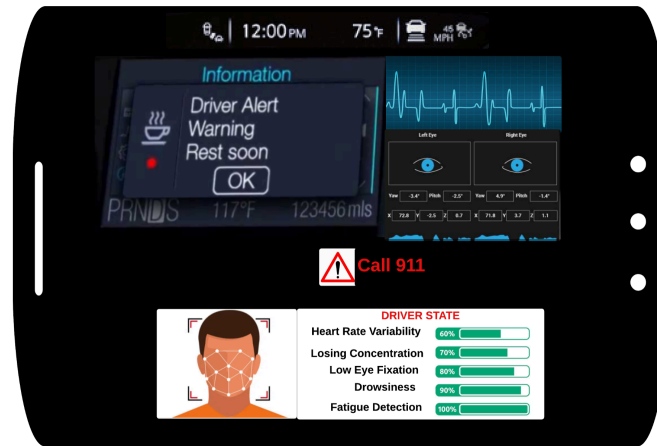 12:00 PM 75°F 45 MPH
Information
Driver Alert
Warning
Rest soon
OK
PRNDS 117°F 123456 mls
Left Eye Right Eye
Yaw -3.4° Pitch -2.5° Yaw 4.9° Pitch -1.4°
X 72.8 Y -2.5 Z 0.7 X 71.8 Y 3.7 Z 1.1
Call 911
DRIVER STATE
Heart Rate Variability 60%
Losing Concentration 70%
Low Eye Fixation 80%
Drowsiness 90%
Fatigue Detection 100%